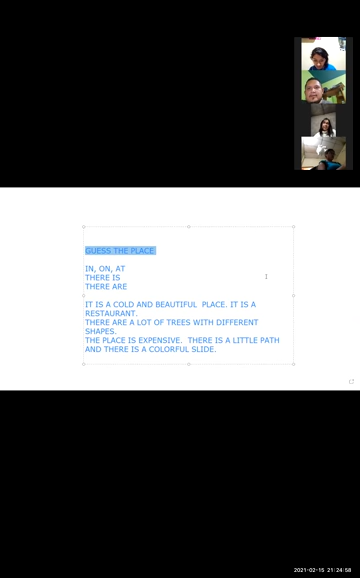 GUESS THE PLACE
IN, ON, AT
THERE IS
THERE ARE
IT IS A COLD AND BEAUTIFUL PLACE. IT IS A
RESTAURANT.
THERE ARE A LOT OF TREES WITH DIFFERENT
SHAPES.
THE PLACE IS EXPENSIVE. THERE IS A LITTLE PATH
AND THERE IS A COLORFUL SLIDE.
2021-02-15 21:24:58